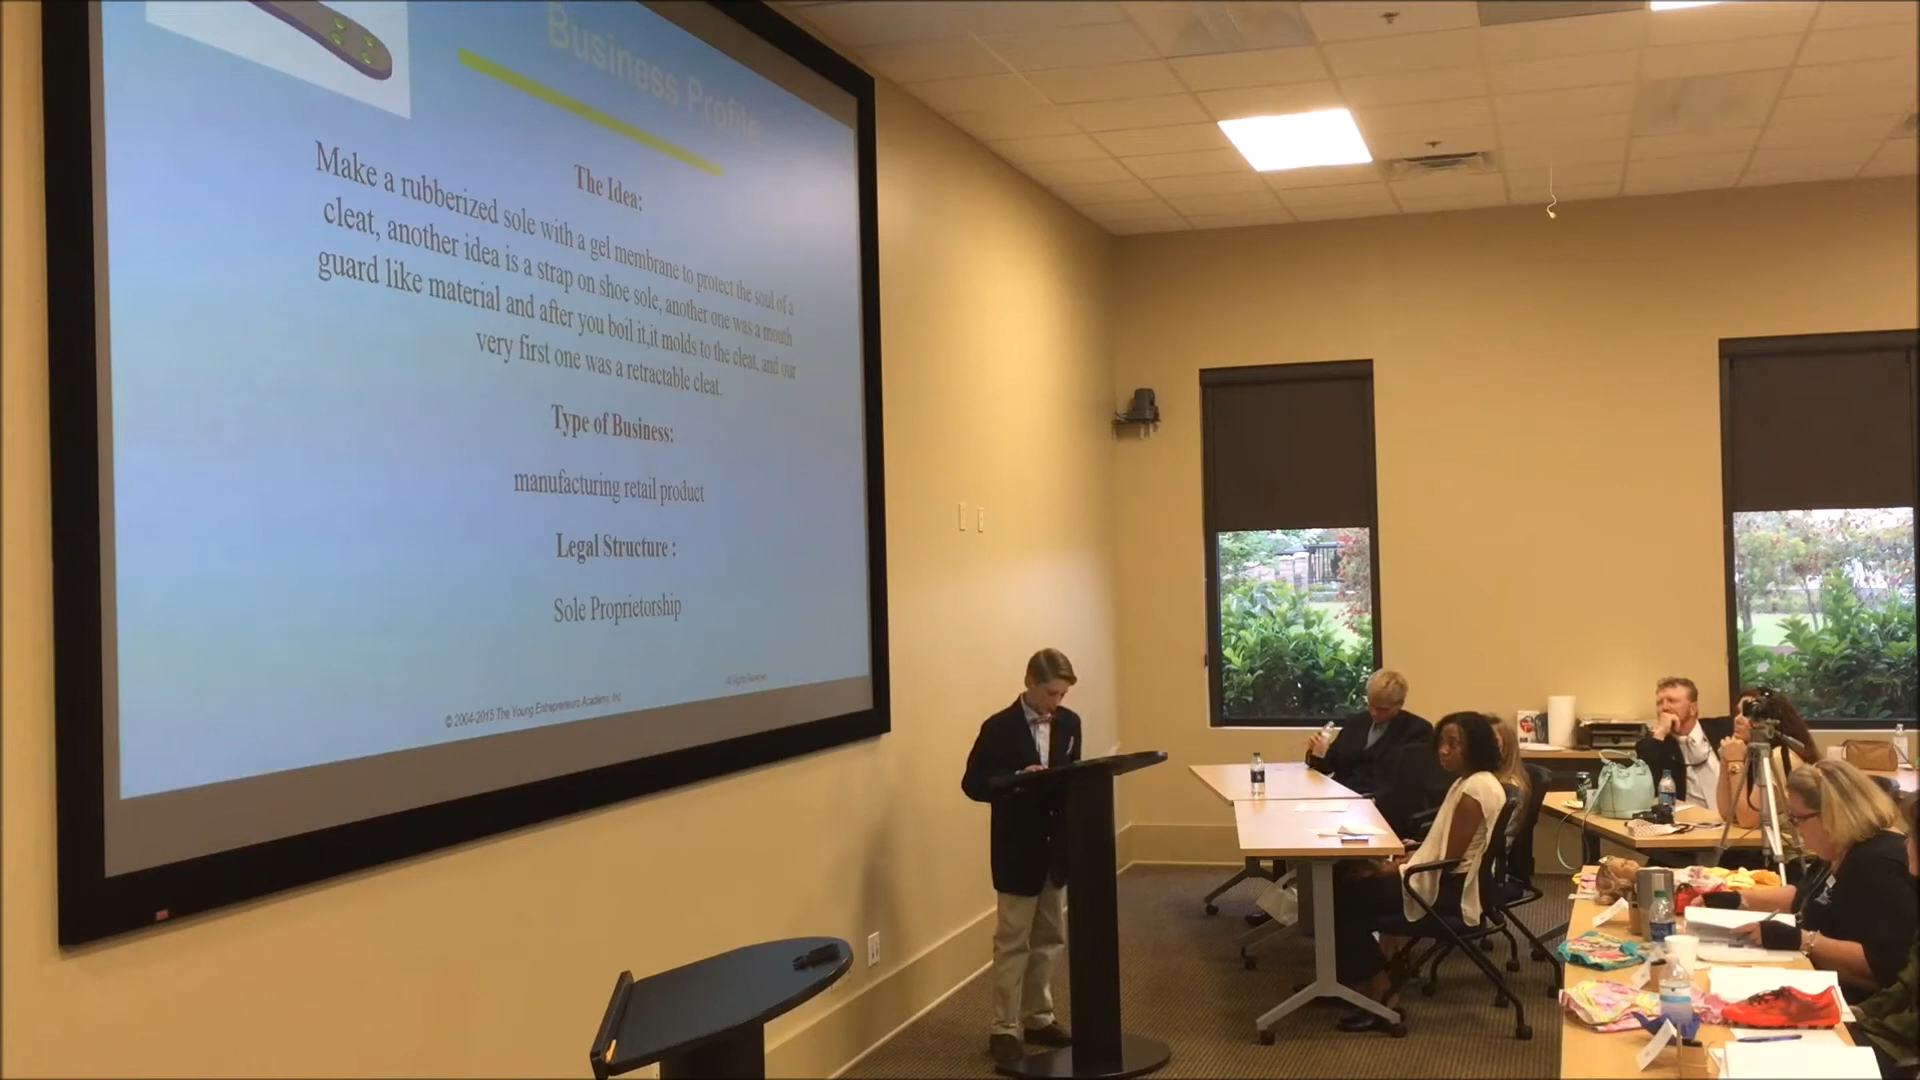 Business Profile
The Idea:
Make a rubberized sole with a gel membrane to protect the soul of a
cleat, another idea is a strap on shoe sole, another one was a mouth
guard like material and after you boil it,it molds to the cleat, and our
very first one was a retractable cleat.
Type of Business:
manufacturing retail product
Legal Structure :
Sole Proprietorship
© 2004-2015 The Young Entrepreneurs Academy, Inc.
All Rights Reserved